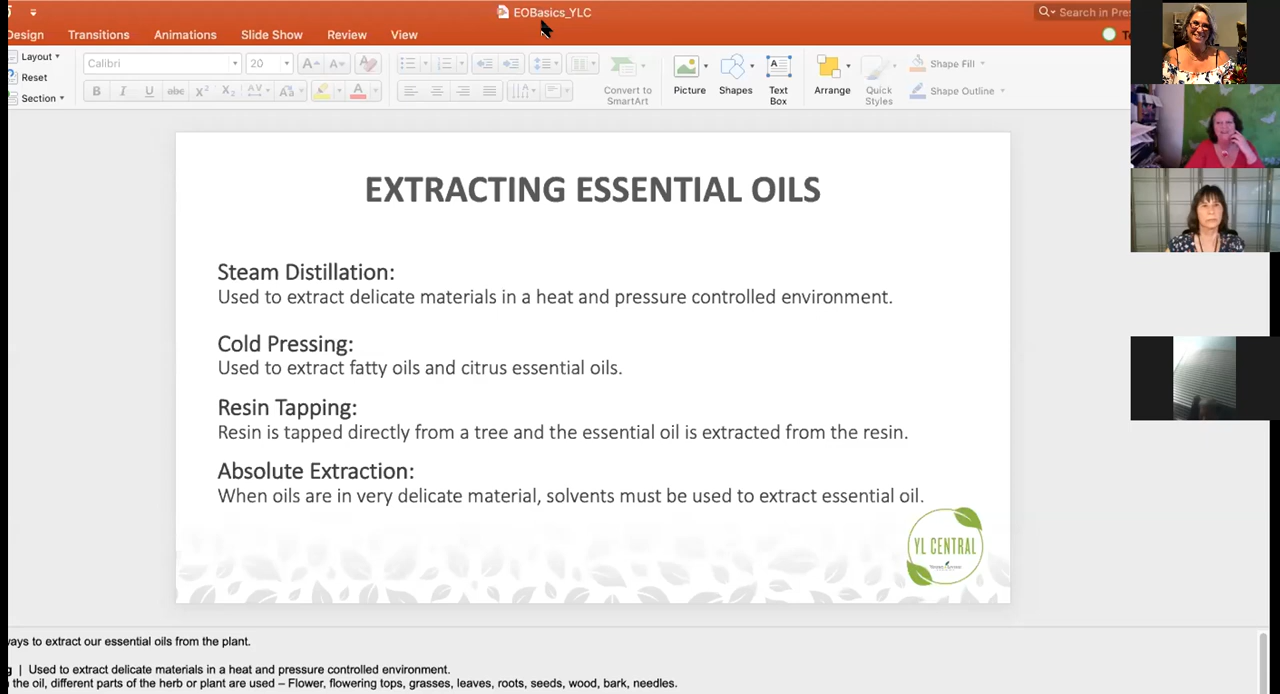 EOBasics_YLC
Search in Pres
Design Transitions Animations Slide Show Review View
Layout
Reset
Section
Calibri 20
A A A
B I U abc X² X₂ AV Aa A
Convert to SmartArt
Picture Shapes Text Box Arrange Quick Styles
Shape Fill
Shape Outline
EXTRACTING ESSENTIAL OILS
Steam Distillation:
Used to extract delicate materials in a heat and pressure controlled environment.
Cold Pressing:
Used to extract fatty oils and citrus essential oils.
Resin Tapping:
Resin is tapped directly from a tree and the essential oil is extracted from the resin.
Absolute Extraction:
When oils are in very delicate material, solvents must be used to extract essential oil.
YL CENTRAL
ways to extract our essential oils from the plant.
g | Used to extract delicate materials in a heat and pressure controlled environment.
the oil, different parts of the herb or plant are used – Flower, flowering tops, grasses, leaves, roots, seeds, wood, bark, needles.